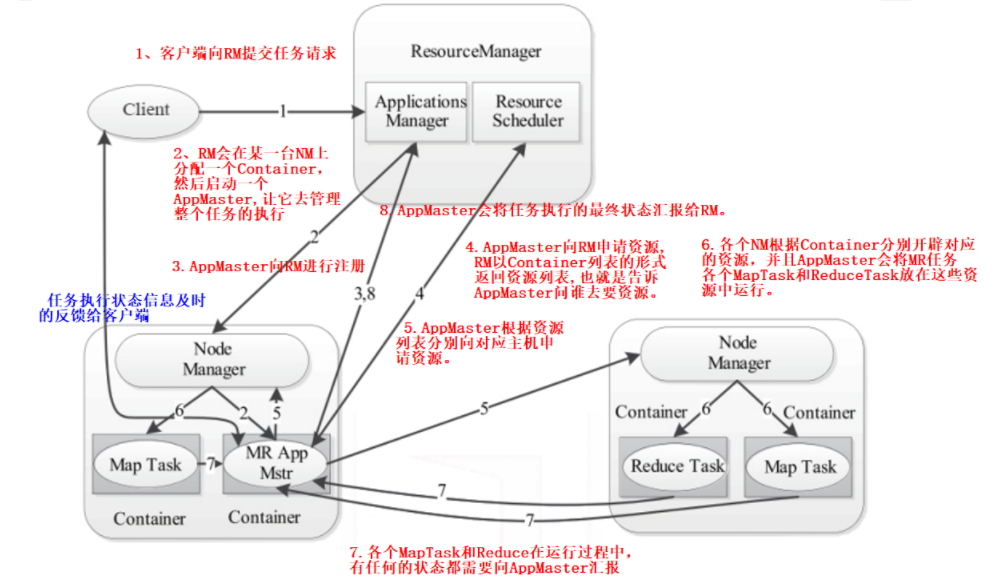 1、客户端向RM提交任务请求
ResourceManager
Client
1
Applications
Manager
Resource
Scheduler
2、RM会在某一台NM上
分配一个Container,
然后启动一个
AppMaster,让它去管理
整个任务的执行
8.AppMaster会将任务执行的最终状态汇报给RM。
2
3.AppMaster向RM进行注册
4.AppMaster向RM申请资源,
RM以Container列表的形式
返回资源列表,也就是告诉
AppMaster问谁去要资源。
6.各个NM根据Container分别开辟对应
的资源，并且AppMaster会将MR任务
各个MapTask和ReduceTask放在这些资
源中运行。
3,8
4
任务执行状态信息及时
的反馈给客户端
5.AppMaster根据资源
列表分别向对应主机申
请资源。
Node
Manager
Node
Manager
6
2
5
5
Container
6
6
Container
Map Task
7
MR App
Mstr
Reduce Task
Map Task
7
7
Container
Container
7.各个MapTask和Reduce在运行过程中，
有任何的状态都需要向AppMaster汇报